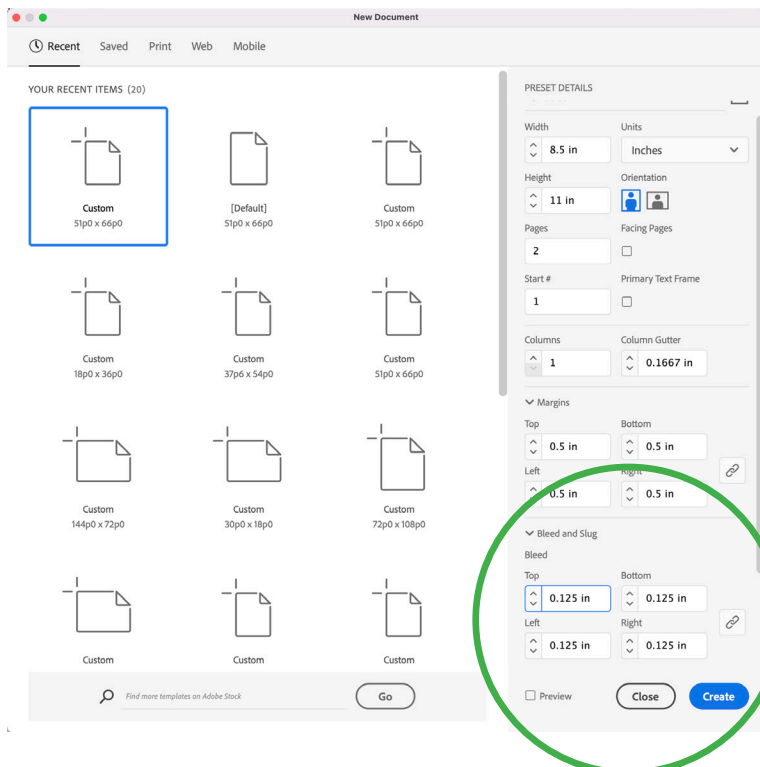 New Document
Recent Saved Print Web Mobile
YOUR RECENT ITEMS (20)
Custom
51p0 x 66p0
[Default]
51p0 x 66p0
Custom
51p0 x 66p0
Custom
18p0 x 36p0
Custom
37p6 x 54p0
Custom
51p0 x 66p0
Custom
144p0 x 72p0
Custom
30p0 x 18p0
Custom
72p0 x 108p0
Custom
Custom
Custom
Find more templates on Adobe Stock
Go
PRESET DETAILS
Width Units
8.5 in Inches
Height Orientation
11 in
Pages Facing Pages
2
Start # Primary Text Frame
1
Columns Column Gutter
1 0.1667 in
Margins
Top Bottom
0.5 in 0.5 in
Left Right
0.5 in 0.5 in
Bleed and Slug
Bleed
Top Bottom
0.125 in 0.125 in
Left Right
0.125 in 0.125 in
Preview Close Create